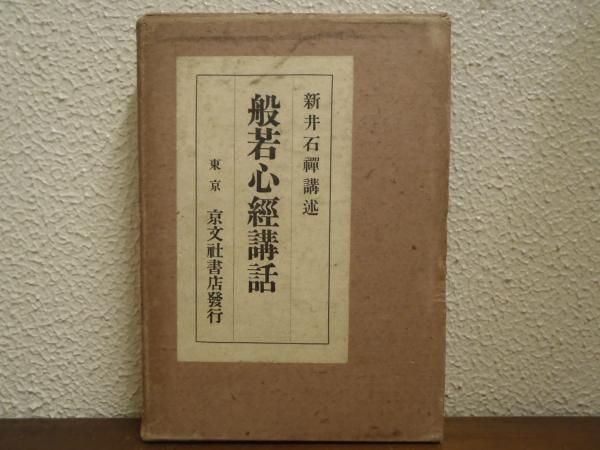 新井石禪講述
般若心經講話
東京 京文社書店發行